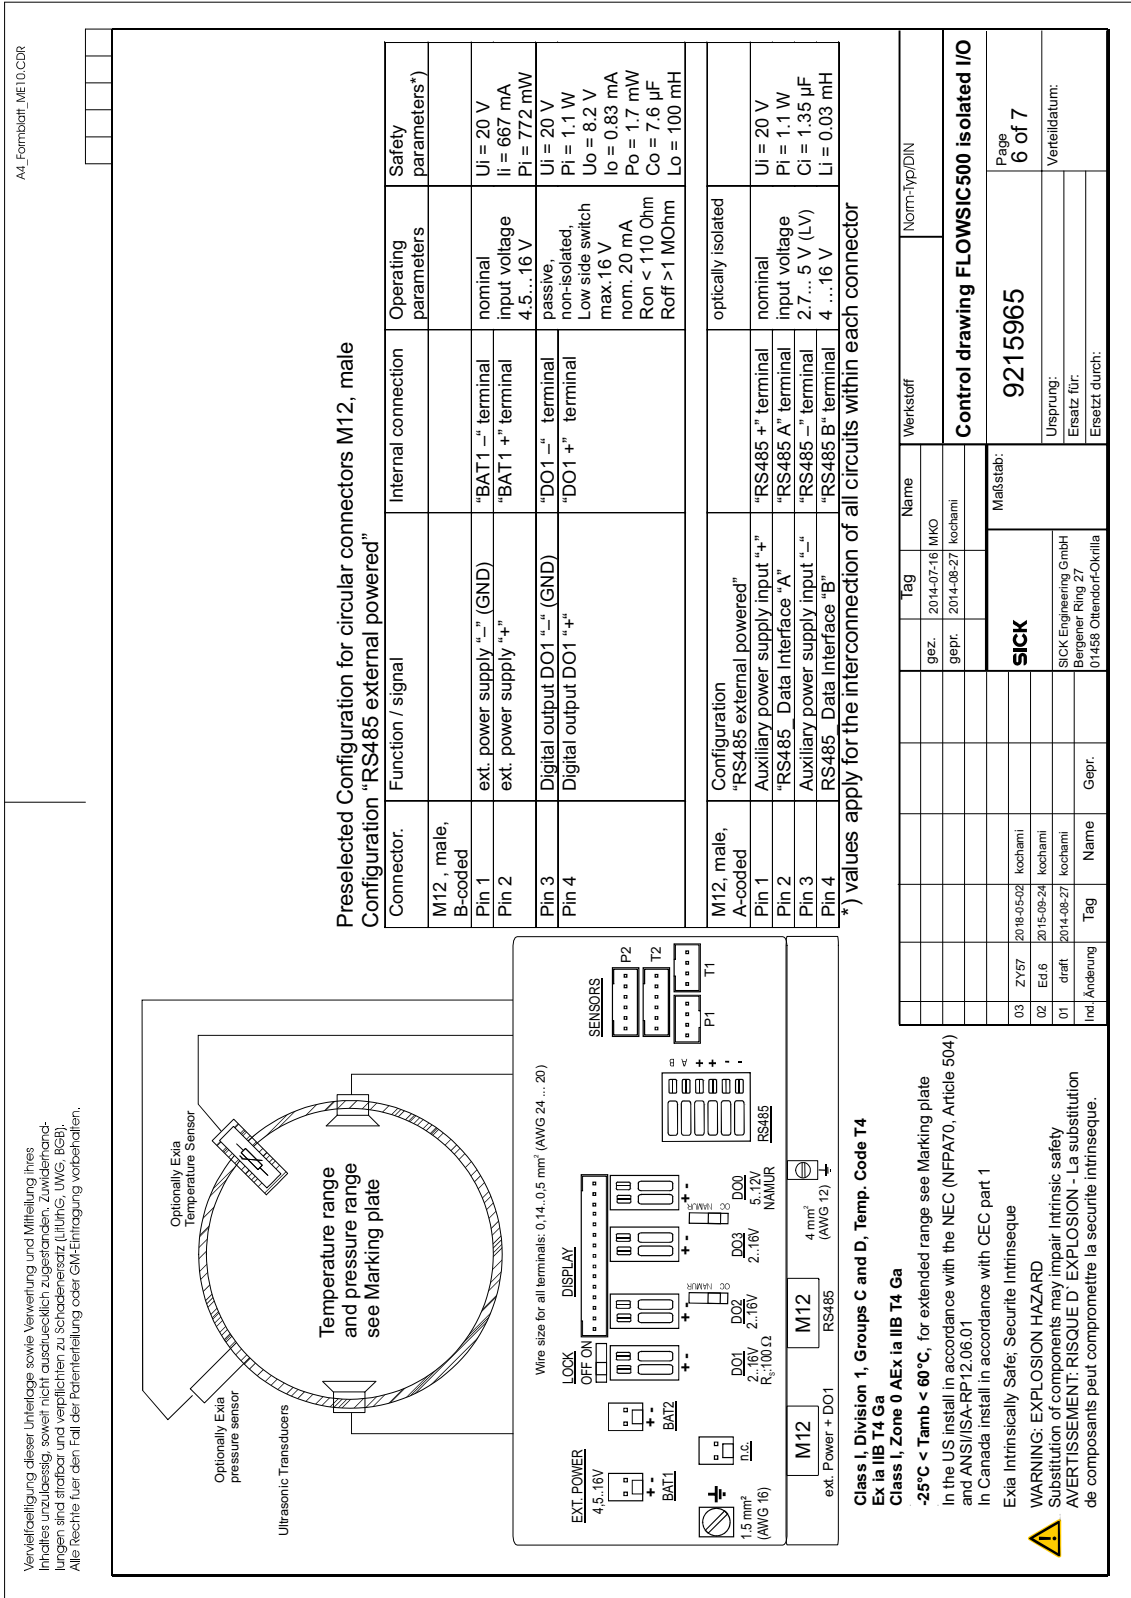 A4_Formblatt_ME10.CDR
Vervielfaeltigung dieser Unterlage sowie Verwertung und Mitteilung ihres
Inhaltes unzulaessig, soweit nicht ausdruecklich zugestanden. Zuwiderhand-
lungen sind strafbar und verpflichten zu Schadenersatz (LitUrhG, UWG, BGB).
Alle Rechte fuer den Fall der Patenterteilung oder GM-Eintragung vorbehalten.
Optionally Exia
Temperature Sensor
Optionally Exia
pressure sensor
Ultrasonic Transducers
Temperature range
and pressure range
see Marking plate
Wire size for all terminals: 0,14..0,5 mm² (AWG 24 ... 20)
SENSORS
P2
T2
P1
T1
DISPLAY
LOCK
OFF ON
EXT. POWER
4,5..16V
+ -
BAT1
+ -
BAT2
n.c.
1.5 mm²
(AWG 16)
+ -
DO1
2..16V
Rs:100 Ω
+ -
DO2
2..16V
OC NAMUR
+ -
DO3
2..16V
OC NAMUR
+ -
DO0
5..12V
NAMUR
B A + + - -
RS485
M12
ext. Power + DO1
M12
RS485
4 mm²
(AWG 12)
Preselected Configuration for circular connectors M12, male
Configuration “RS485 external powered”
Connector. Function / signal Internal connection Operating parameters Safety parameters*)
M12 , male,
B-coded
Pin 1 ext. power supply “–” (GND) “BAT1 –“ terminal nominal Ui = 20 V
Pin 2 ext. power supply “+” “BAT1 +” terminal input voltage Ii = 667 mA
4.5...16 V Pi = 772 mW
Pin 3 Digital output DO1 “–“ (GND) “DO1 –“ terminal passive, Ui = 20 V
Pin 4 Digital output DO1 “+“ “DO1 +” terminal non-isolated, Pi = 1.1 W
Low side switch Uo = 8.2 V
max.16 V Io = 0.83 mA
nom. 20 mA Po = 1.7 mW
Ron < 110 Ohm Co = 7.6 µF
Roff >1 MOhm Lo = 100 mH
M12, male, Configuration optically isolated
A-coded “RS485 external powered”
Pin 1 Auxiliary power supply input “+” “RS485 +” terminal nominal Ui = 20 V
Pin 2 “RS485_ Data Interface “A” “RS485 A” terminal input voltage Pi = 1.1 W
Pin 3 Auxiliary power supply input “–“ “RS485 –” terminal 2.7... 5 V (LV) Ci = 1.35 µF
Pin 4 RS485_ Data Interface “B” “RS485 B“ terminal 4 ...16 V Li = 0.03 mH
*) values apply for the interconnection of all circuits within each connector
Class I, Division 1, Groups C and D, Temp. Code T4
Ex ia IIB T4 Ga
Class I, Zone 0 AEx ia IIB T4 Ga
-25°C < Tamb < 60°C, for extended range see Marking plate
In the US install in accordance with the NEC (NFPA70, Article 504)
and ANSI/ISA-RP12.06.01
In Canada install in accordance with CEC part 1
Exia Intrinsically Safe; Securite Intrinseque
WARNING: EXPLOSION HAZARD
Substitution of components may impair Intrinsic safety
AVERTISSEMENT: RISQUE D` EXPLOSION - La substitution
de composants peut comprometre la securite intrinseque.
03 ZY57 2018-05-02 kochami
02 Ed.6 2015-09-24 kochami
01 draft 2014-08-27 kochami
Ind. Änderung Tag Name Gepr.
Tag Name
gez. 2014-07-16 MKO
gepr. 2014-08-27 kochami
SICK
SICK Engineering GmbH
Bergener Ring 27
01458 Ottendorf-Okrilla
Maßstab:
Werkstoff
Norm-Typ/DIN
Control drawing FLOWSIC500 isolated I/O
9215965
Page
6 of 7
Ursprung:
Ersatz für:
Ersetzt durch:
Verteildatum: